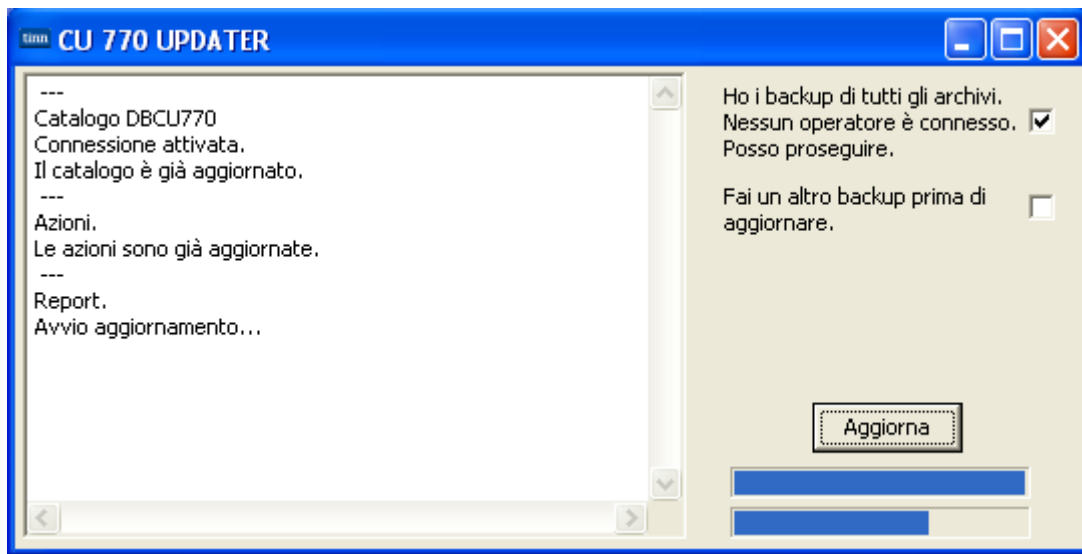 tinn CU 770 UPDATER
---
Catalogo DBCU770
Connessione attivata.
Il catalogo è già aggiornato.
---
Azioni.
Le azioni sono già aggiornate.
---
Report.
Avvio aggiornamento...
Ho i backup di tutti gli archivi.
Nessun operatore è connesso.
Posso proseguire.
Fai un altro backup prima di
aggiornare.
Aggiorna